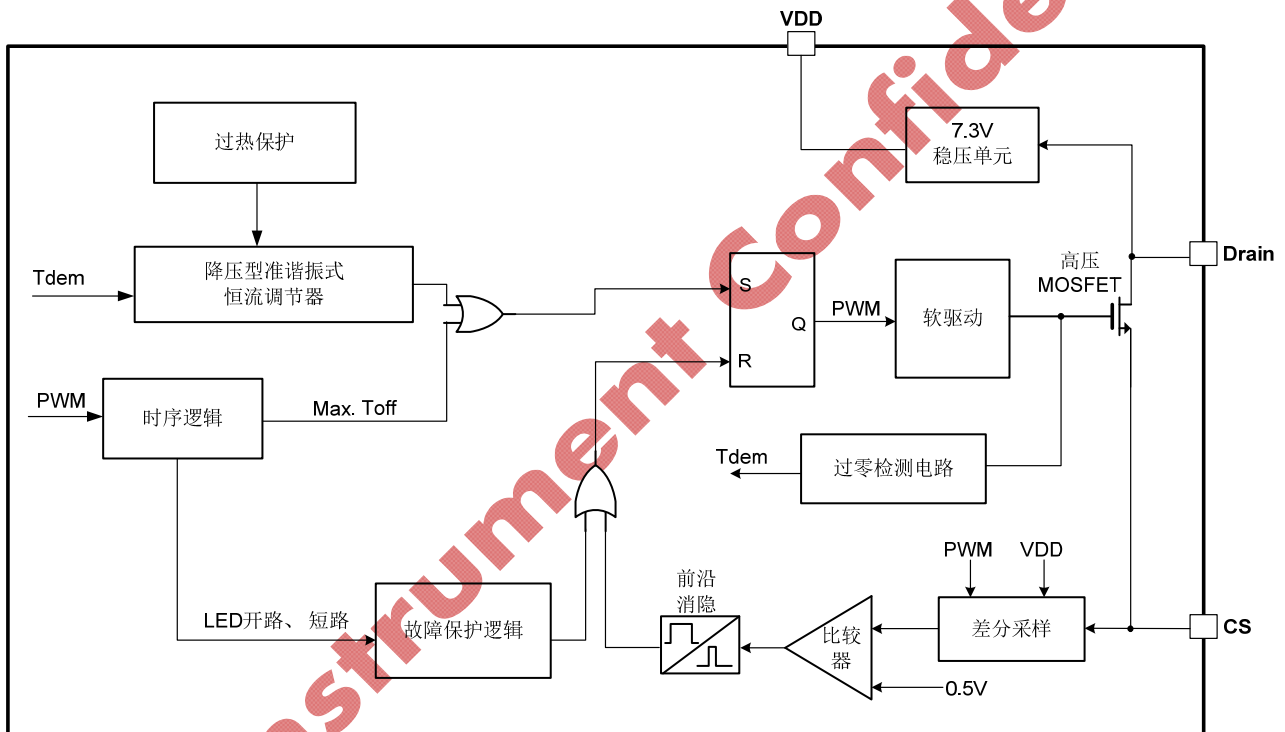 VDD
过热保护
7.3V
稳压单元
Drain
Tdem
降压型准谐振式
恒流调节器
高压
MOSFET
S
Q
R
PWM
软驱动
PWM
时序逻辑
Max. Toff
Tdem
过零检测电路
PWM
VDD
前沿
消隐
LED开路、短路
故障保护逻辑
比较
器
差分采样
CS
0.5V
nstrument Confide